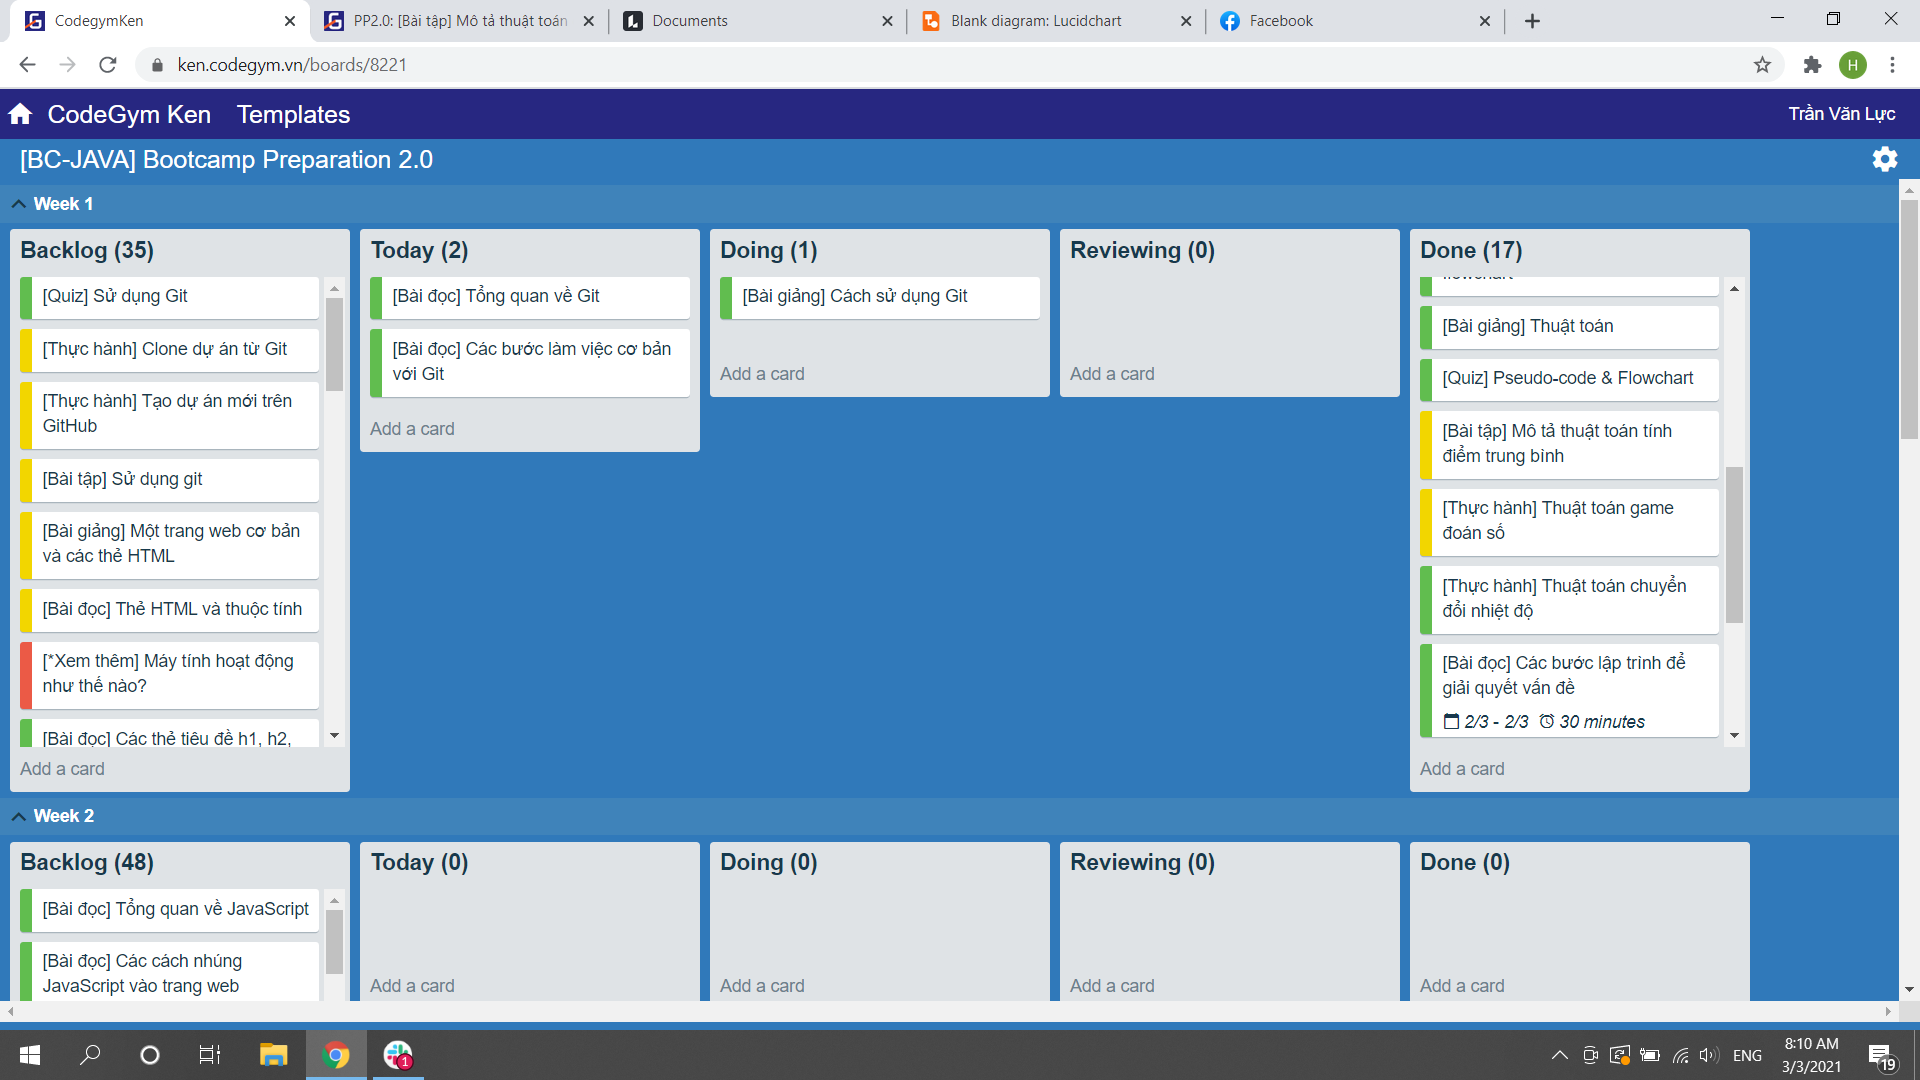 CodegymKen
PP2.0: [Bài tập] Mô tả thuật toán
Documents
Blank diagram: Lucidchart
Facebook
ken.codegym.vn/boards/8221
H
CodeGym Ken
Templates
Trần Văn Lực
[BC-JAVA] Bootcamp Preparation 2.0
Week 1
Backlog (35)
[Quiz] Sử dụng Git
[Thực hành] Clone dự án từ Git
[Thực hành] Tạo dự án mới trên
GitHub
[Bài tập] Sử dụng git
[Bài giảng] Một trang web cơ bản
và các thẻ HTML
[Bài đọc] Thẻ HTML và thuộc tính
[*Xem thêm] Máy tính hoạt động
như thế nào?
[Bài đọc] Các thẻ tiêu đề h1, h2,
Add a card
Today (2)
[Bài đọc] Tổng quan về Git
[Bài đọc] Các bước làm việc cơ bản
với Git
Add a card
Doing (1)
[Bài giảng] Cách sử dụng Git
Add a card
Reviewing (0)
Add a card
Done (17)
flowchart
[Bài giảng] Thuật toán
[Quiz] Pseudo-code & Flowchart
[Bài tập] Mô tả thuật toán tính
điểm trung bình
[Thực hành] Thuật toán game
đoán số
[Thực hành] Thuật toán chuyển
đổi nhiệt độ
[Bài đọc] Các bước lập trình để
giải quyết vấn đề
2/3 - 2/3 30 minutes
Add a card
Week 2
Backlog (48)
[Bài đọc] Tổng quan về JavaScript
[Bài đọc] Các cách nhúng
JavaScript vào trang web
Today (0)
Add a card
Doing (0)
Add a card
Reviewing (0)
Add a card
Done (0)
Add a card
1
ENG
8:10 AM
3/3/2021
19